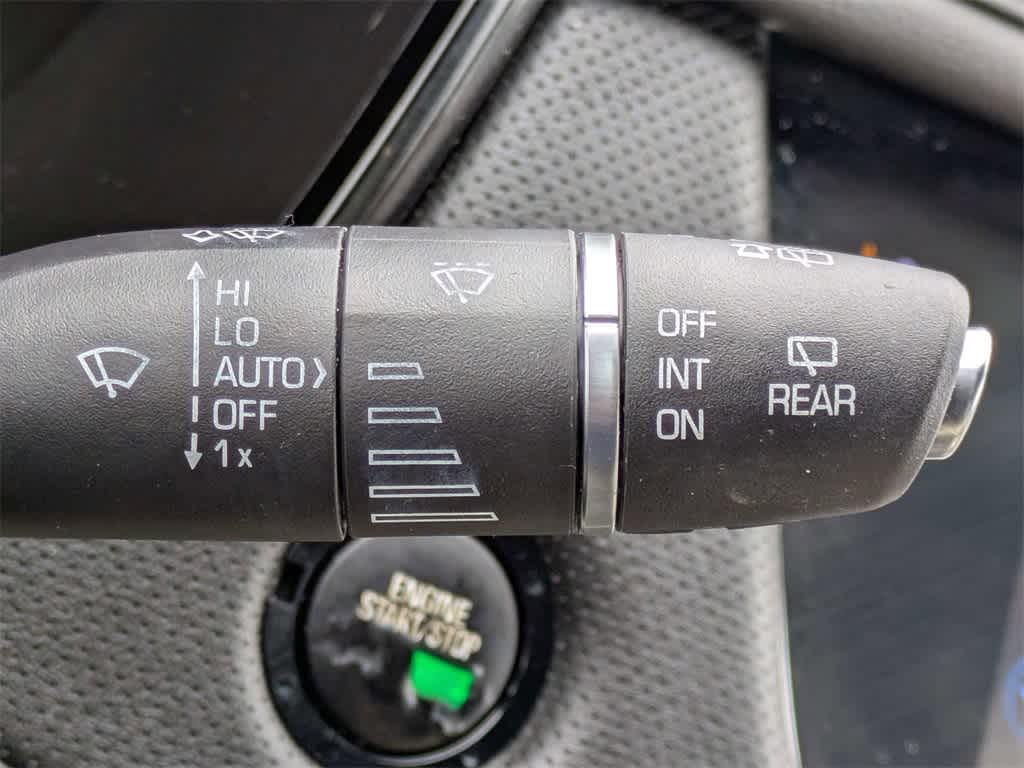 HI
LO
AUTO>
OFF
1x
OFF
INT
ON
REAR
ENGINE
START/STOP